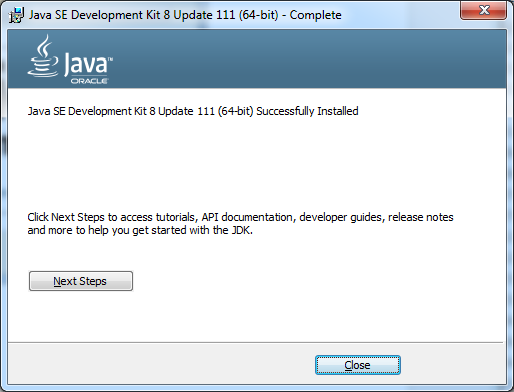 Java SE Development Kit 8 Update 111 (64-bit) - Complete
Java™
ORACLE
Java SE Development Kit 8 Update 111 (64-bit) Successfully Installed
Click Next Steps to access tutorials, API documentation, developer guides, release notes
and more to help you get started with the JDK.
Next Steps
Close